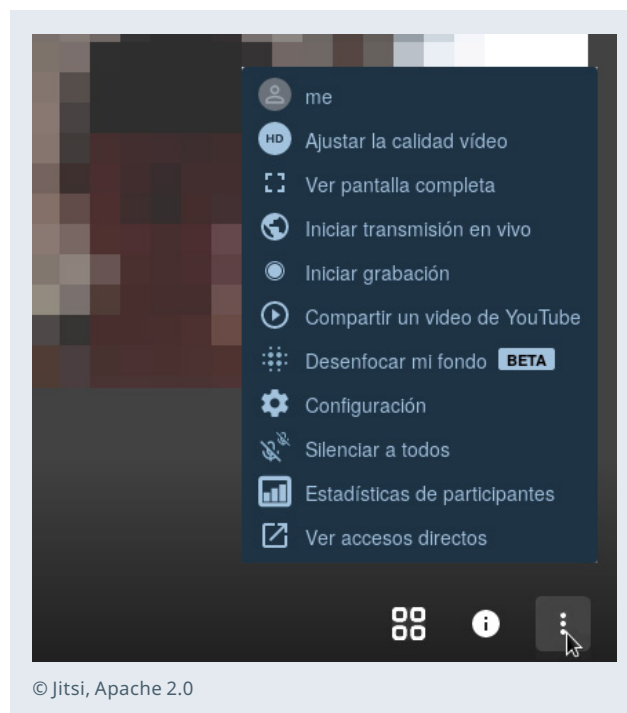 me
HD Ajustar la calidad vídeo
Ver pantalla completa
Iniciar transmisión en vivo
Iniciar grabación
Compartir un video de YouTube
Desenfocar mi fondo BETA
Configuración
Silenciar a todos
Estadísticas de participantes
Ver accesos directos
© Jitsi, Apache 2.0